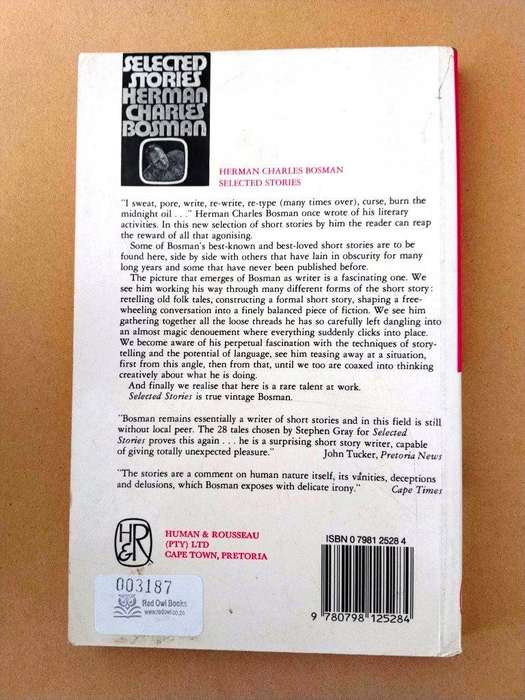 SELECTED
STORIES
HERMAN
CHARLES
BOSMAN
HERMAN CHARLES BOSMAN
SELECTED STORIES
"I sweat, pore, write, re-write, re-type (many times over), curse, burn the
midnight oil . . ." Herman Charles Bosman once wrote of his literary
activities. In this new selection of short stories by him the reader can reap
the reward of all that agonising.
Some of Bosman's best-known and best-loved short stories are to be
found here, side by side with others that have lain in obscurity for many
long years and some that have never been published before.
The picture that emerges of Bosman as writer is a fascinating one. We
see him working his way through many different forms of the short story:
retelling old folk tales, constructing a formal short story, shaping a free-
wheeling conversation into a finely balanced piece of fiction. We see him
gathering together all the loose threads he has so carefully left dangling into
an almost magic denouement where everything suddenly clicks into place.
We become aware of his perpetual fascination with the techniques of story-
telling and the potential of language, see him teasing away at a situation,
first from this angle, then from that, until we too are coaxed into thinking
creatively about what he is doing.
And finally we realise that here is a rare talent at work.
Selected Stories is true vintage Bosman.
"Bosman remains essentially a writer of short stories and in this field is still
without local peer. The 28 tales chosen by Stephen Gray for Selected
Stories proves this again . . . he is a surprising short story writer, capable
of giving totally unexpected pleasure." John Tucker, Pretoria News
"The stories are a comment on human nature itself, its vanities, deceptions
and delusions, which Bosman exposes with delicate irony." Cape Times
HR&
HUMAN & ROUSSEAU
(PTY) LTD
CAPE TOWN, PRETORIA
ISBN 0 7981 2528 4
9 780798 125284
003187
Red Owl Books
www.redowl.co.za